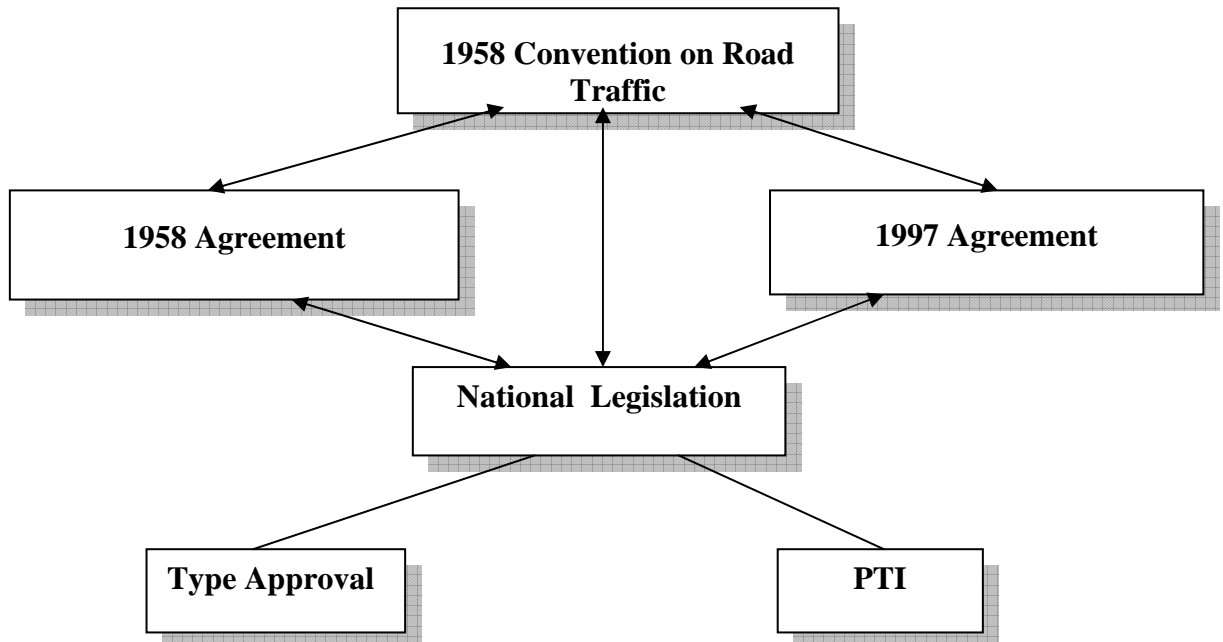 1958 Convention on Road
Traffic
1958 Agreement
1997 Agreement
National Legislation
Type Approval
PTI